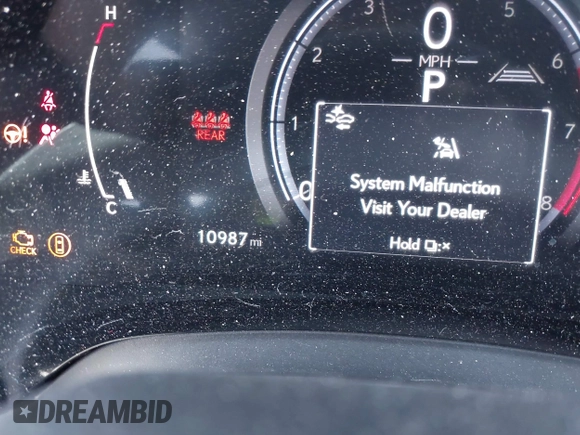 H
3
0
5
2
MPH
6
P
REAR
1
7
System Malfunction
Visit Your Dealer
0
8
C
10987 mi
Hold :×
CHECK
DREAMBID